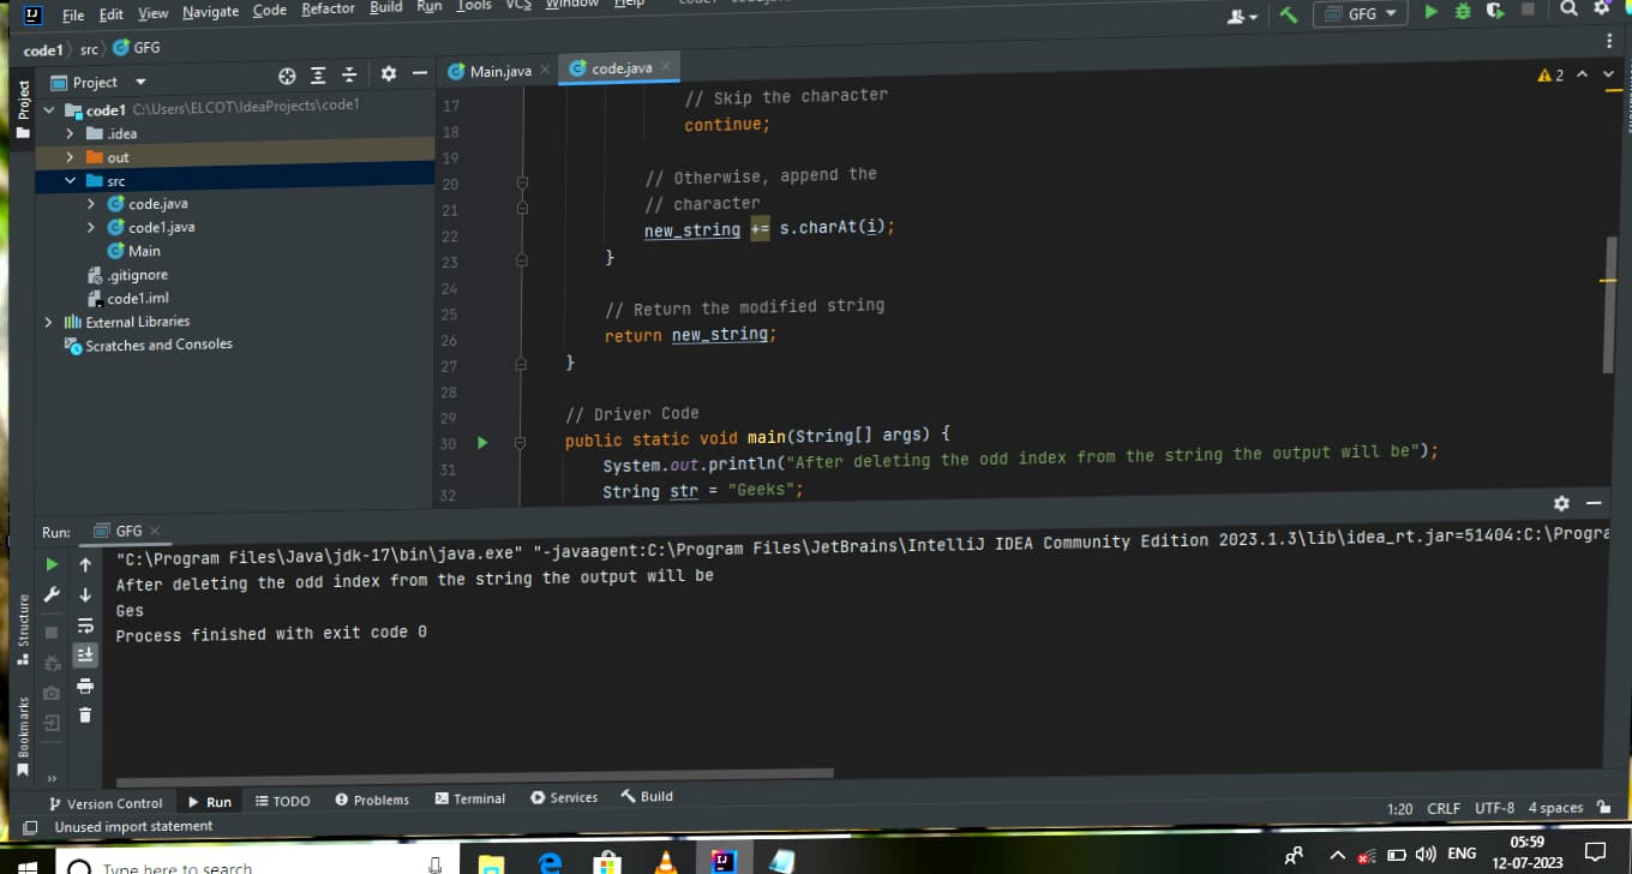 File Edit View Navigate Code Refactor Build Run Tools VCS Window Help
GFG
code1 src GFG
Project
Project
Main.java
code.java
2
code1 C:\Users\ELCOT\IdeaProjects\code1
.idea
out
src
code.java
code1.java
Main
.gitignore
code1.iml
External Libraries
Scratches and Consoles
17 // Skip the character
18 continue;
19
20 // Otherwise, append the
21 // character
22 new_string += s.charAt(i);
23 }
24
25 // Return the modified string
26 return new_string;
27 }
28
29 // Driver Code
30 public static void main(String[] args) {
31 System.out.println("After deleting the odd index from the string the output will be");
32 String str = "Geeks";
Run: GFG
"C:\Program Files\Java\jdk-17\bin\java.exe" "-javaagent:C:\Program Files\JetBrains\IntelliJ IDEA Community Edition 2023.1.3\lib\idea_rt.jar=51404:C:\Progra
After deleting the odd index from the string the output will be
Ges
Process finished with exit code 0
Structure
Bookmarks
Version Control Run TODO Problems Terminal Services Build
Unused import statement
1:20 CRLF UTF-8 4 spaces
Type here to search
ENG
05:59
12-07-2023